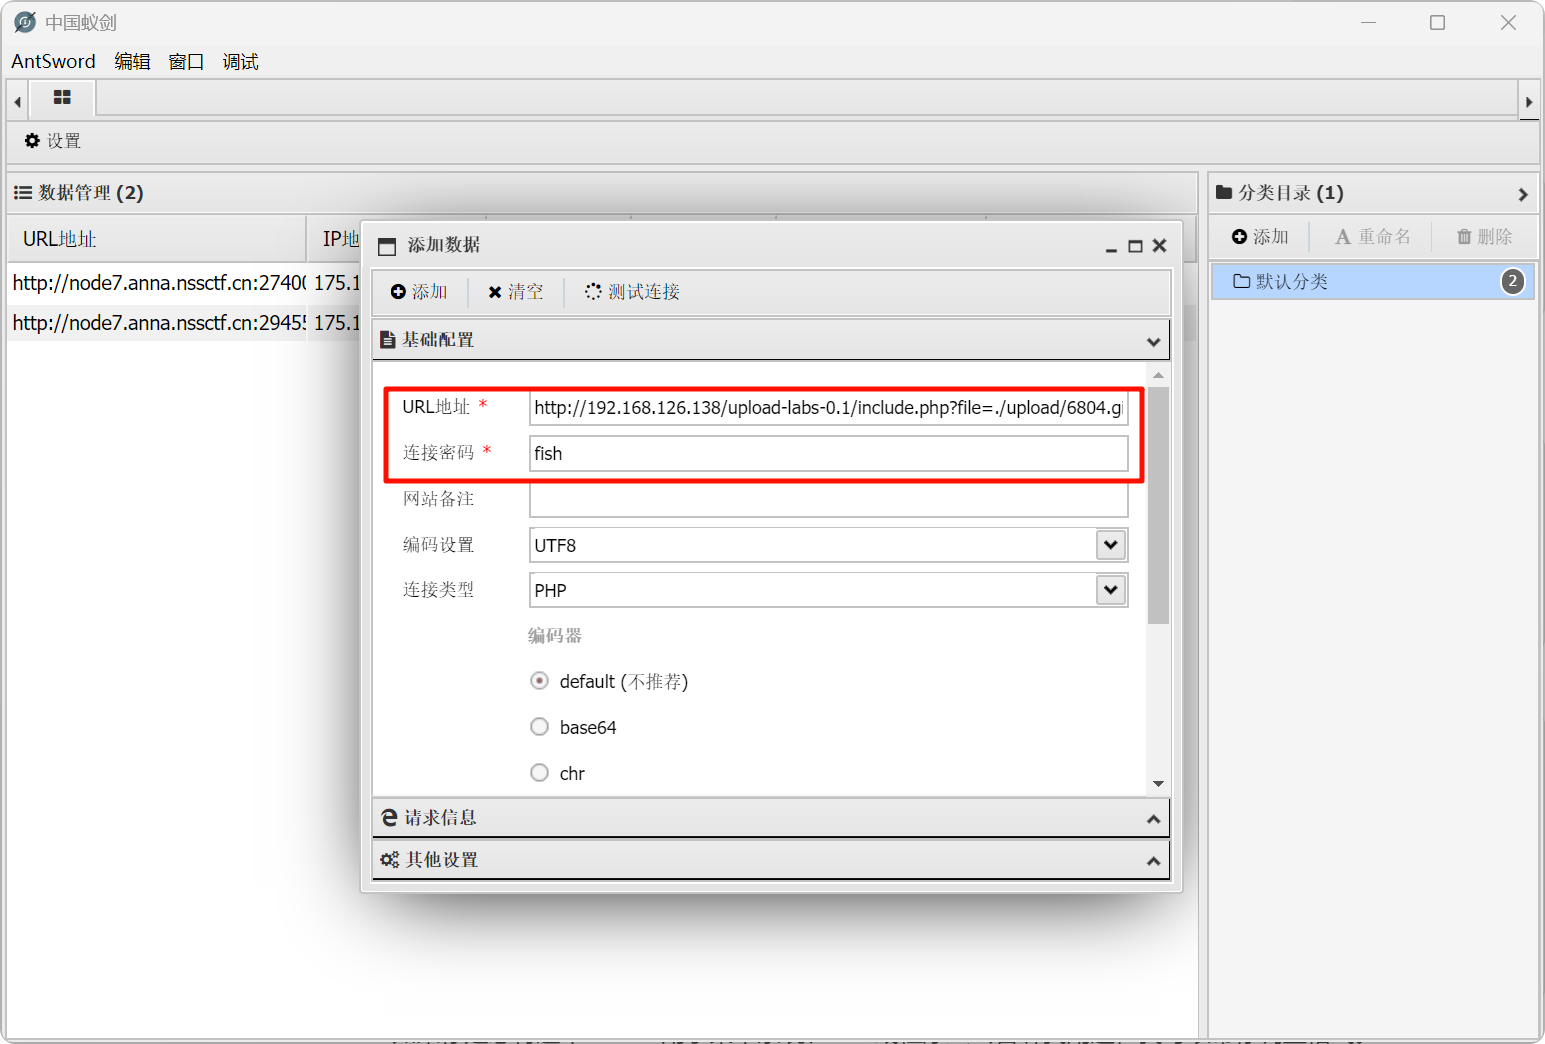 中国蚁剑
AntSword 编辑 窗口 调试
设置
数据管理 (2)
URL地址 IP地
http://node7.anna.nssctf.cn:2740 175.1
http://node7.anna.nssctf.cn:2945 175.1
添加数据
添加 清空 测试连接
基础配置
URL地址 * http://192.168.126.138/upload-labs-0.1/include.php?file=./upload/6804.gi
连接密码 * fish
网站备注
编码设置 UTF8
连接类型 PHP
编码器
default (不推荐)
base64
chr
请求信息
其他设置
分类目录 (1)
添加 重命名 删除
默认分类 2